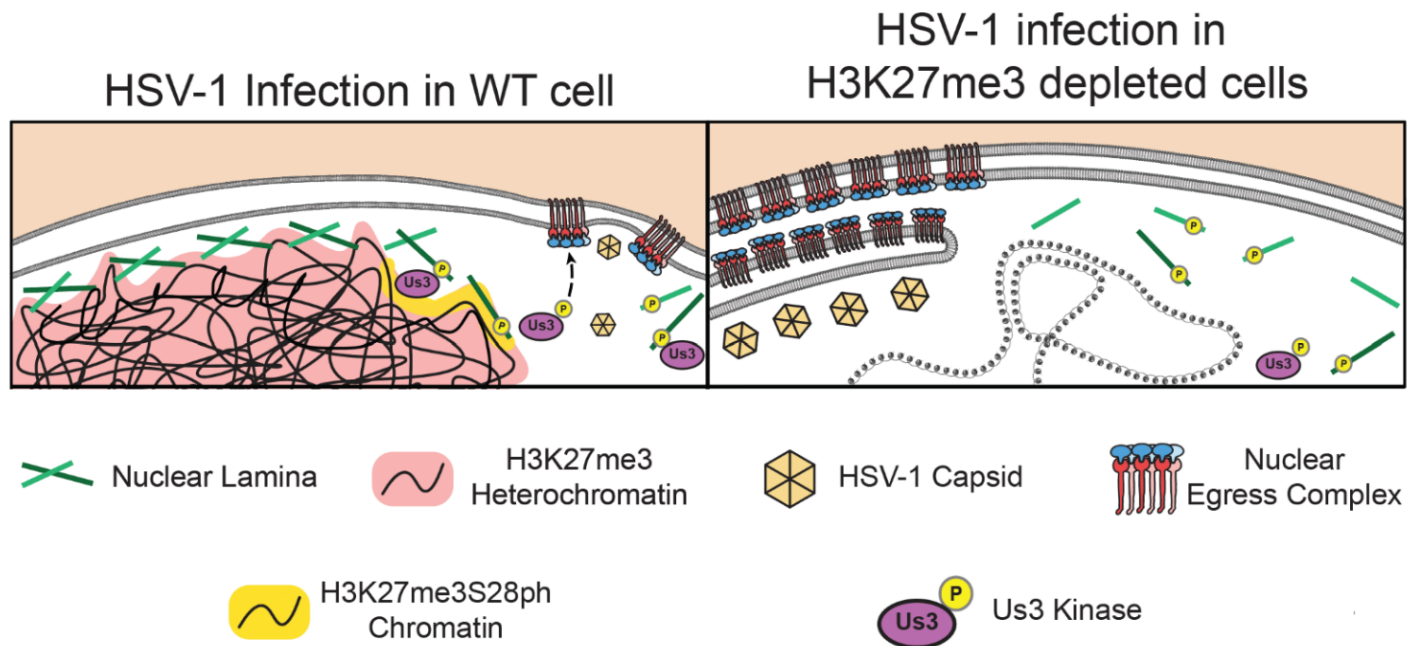 HSV-1 Infection in WT cell
HSV-1 infection in
H3K27me3 depleted cells
P
Us3
P
P
Us3
P
P
Us3
P
P
P
P
Us3
P
Nuclear Lamina
H3K27me3
Heterochromatin
HSV-1 Capsid
Nuclear
Egress Complex
H3K27me3S28ph
Chromatin
P
Us3
Us3 Kinase